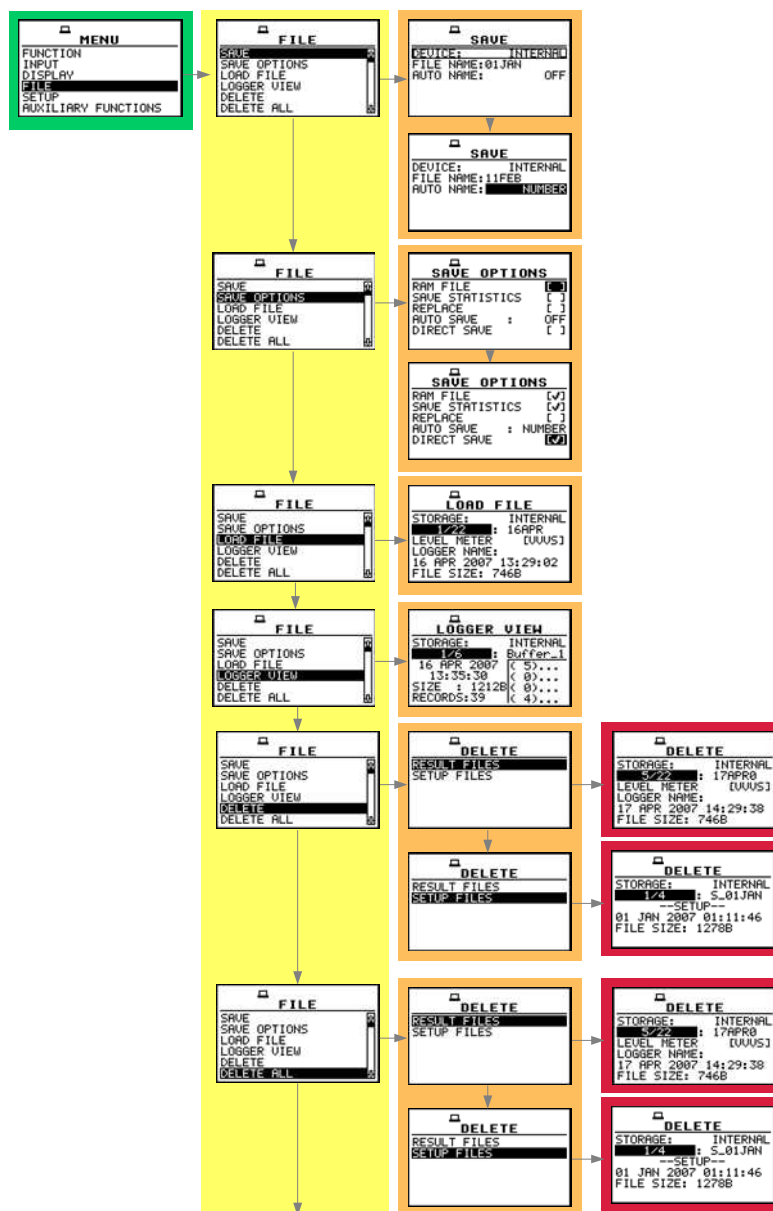 MENU
FUNCTION
INPUT
DISPLAY
FILE
SETUP
AUXILIARY FUNCTIONS
FILE
SAVE
SAVE OPTIONS
LOAD FILE
LOGGER VIEW
DELETE
DELETE ALL
SAVE
DEVICE: INTERNAL
FILE NAME:01JAN
AUTO NAME: OFF
SAVE
DEVICE: INTERNAL
FILE NAME:11FEB
AUTO NAME: NUMBER
FILE
SAVE
SAVE OPTIONS
LOAD FILE
LOGGER VIEW
DELETE
DELETE ALL
SAVE OPTIONS
RAM FILE [ ]
SAVE STATISTICS [ ]
REPLACE [ ]
AUTO SAVE : OFF
DIRECT SAVE [ ]
SAVE OPTIONS
RAM FILE [√]
SAVE STATISTICS [√]
REPLACE [ ]
AUTO SAVE : NUMBER
DIRECT SAVE [√]
FILE
SAVE
SAVE OPTIONS
LOAD FILE
LOGGER VIEW
DELETE
DELETE ALL
LOAD FILE
STORAGE: INTERNAL
1/22 : 16APR
LEVEL METER [VVVS]
LOGGER NAME:
16 APR 2007 13:29:02
FILE SIZE: 746B
FILE
SAVE
SAVE OPTIONS
LOAD FILE
LOGGER VIEW
DELETE
DELETE ALL
LOGGER VIEW
STORAGE: INTERNAL
1/6 : Buffer_1
16 APR 2007 ( 5)...
13:35:30 ( 0)...
SIZE : 1212B ( 0)...
RECORDS:39 ( 4)...
FILE
SAVE
SAVE OPTIONS
LOAD FILE
LOGGER VIEW
DELETE
DELETE ALL
DELETE
RESULT FILES
SETUP FILES
DELETE
STORAGE: INTERNAL
5/22 : 17APR0
LEVEL METER [VVVS]
LOGGER NAME:
17 APR 2007 14:29:38
FILE SIZE: 746B
DELETE
RESULT FILES
SETUP FILES
DELETE
STORAGE: INTERNAL
1/4 : S_01JAN
--SETUP--
01 JAN 2007 01:11:46
FILE SIZE: 1278B
FILE
SAVE
SAVE OPTIONS
LOAD FILE
LOGGER VIEW
DELETE
DELETE ALL
DELETE
RESULT FILES
SETUP FILES
DELETE
STORAGE: INTERNAL
5/22 : 17APR0
LEVEL METER [VVVS]
LOGGER NAME:
17 APR 2007 14:29:38
FILE SIZE: 746B
DELETE
RESULT FILES
SETUP FILES
DELETE
STORAGE: INTERNAL
1/4 : S_01JAN
--SETUP--
01 JAN 2007 01:11:46
FILE SIZE: 1278B